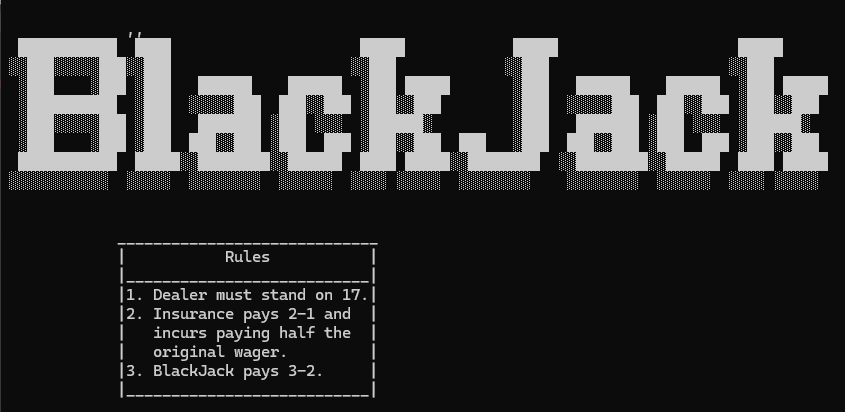 BlackJack
Rules
1. Dealer must stand on 17.
2. Insurance pays 2-1 and
incurs paying half the
original wager.
3. BlackJack pays 3-2.